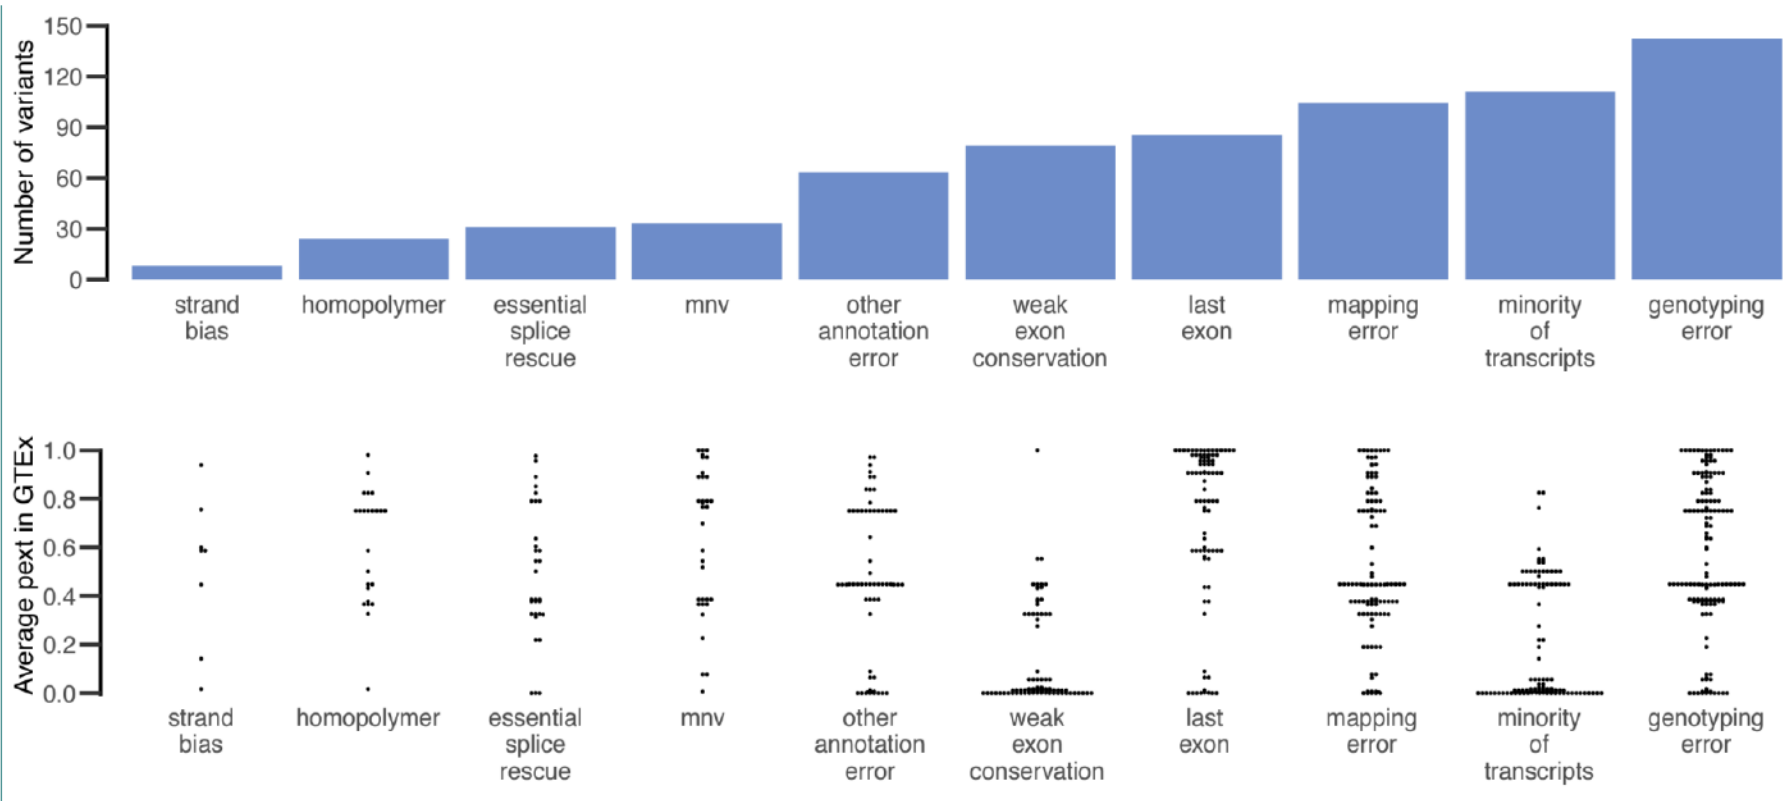 Number of variants
150
120
90
60
30
0
strand
bias
homopolymer
essential
splice
rescue
mnv
other
annotation
error
weak
exon
conservation
last
exon
mapping
error
minority
of
transcripts
genotyping
error
Average pext in GTEx
1.0
0.8
0.6
0.4
0.2
0.0
strand
bias
homopolymer
essential
splice
rescue
mnv
other
annotation
error
weak
exon
conservation
last
exon
mapping
error
minority
of
transcripts
genotyping
error